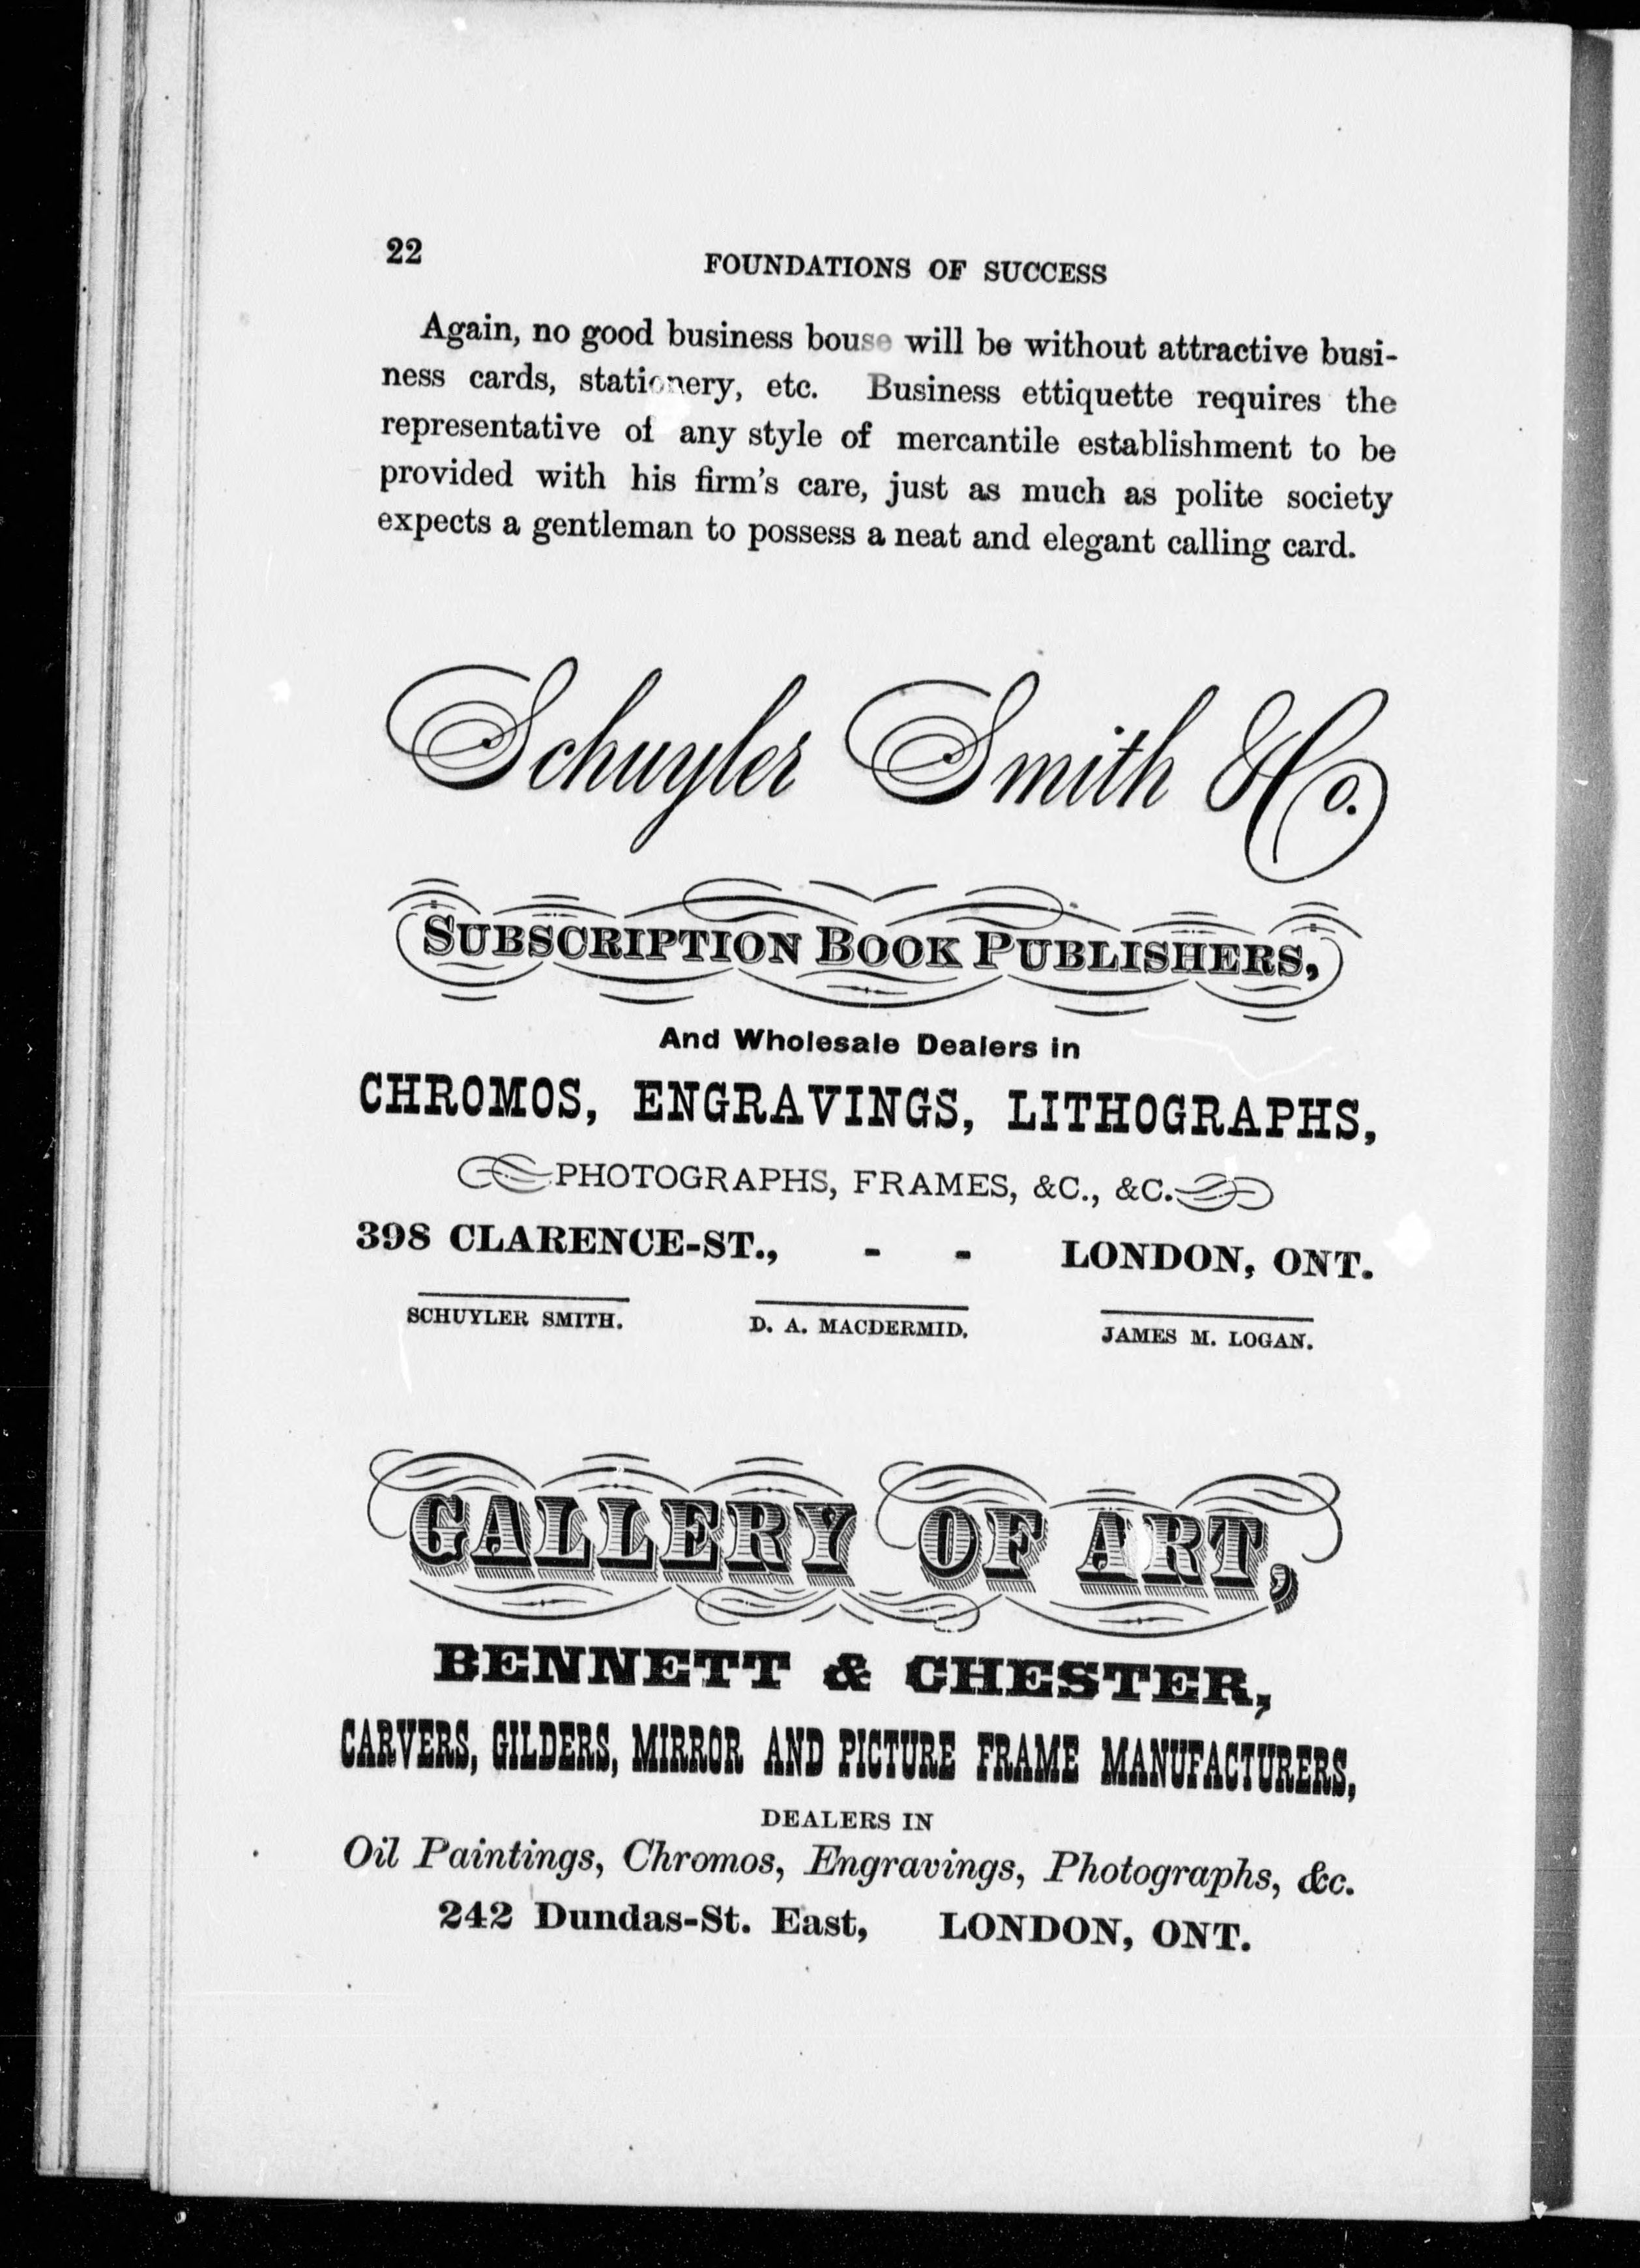 22
FOUNDATIONS OF SUCCESS
Again, no good business bouse will be without attractive busi-
ness cards, stationery, etc. Business ettiquette requires the
representative of any style of mercantile establishment to be
provided with his firm's care, just as much as polite society
expects a gentleman to possess a neat and elegant calling card.
Schuyler Smith & Co.
SUBSCRIPTION BOOK PUBLISHERS,
And Wholesale Dealers in
CHROMOS, ENGRAVINGS, LITHOGRAPHS,
PHOTOGRAPHS, FRAMES, &C., &C.
398 CLARENCE-ST., - - LONDON, ONT.
SCHUYLER SMITH. D. A. MACDERMID. JAMES M. LOGAN.
GALLERY OF ART,
BENNETT & CHESTER,
CARVERS, GILDERS, MIRROR AND PICTURE FRAME MANUFACTURERS,
DEALERS IN
Oil Paintings, Chromos, Engravings, Photographs, &c.
242 Dundas-St. East, LONDON, ONT.